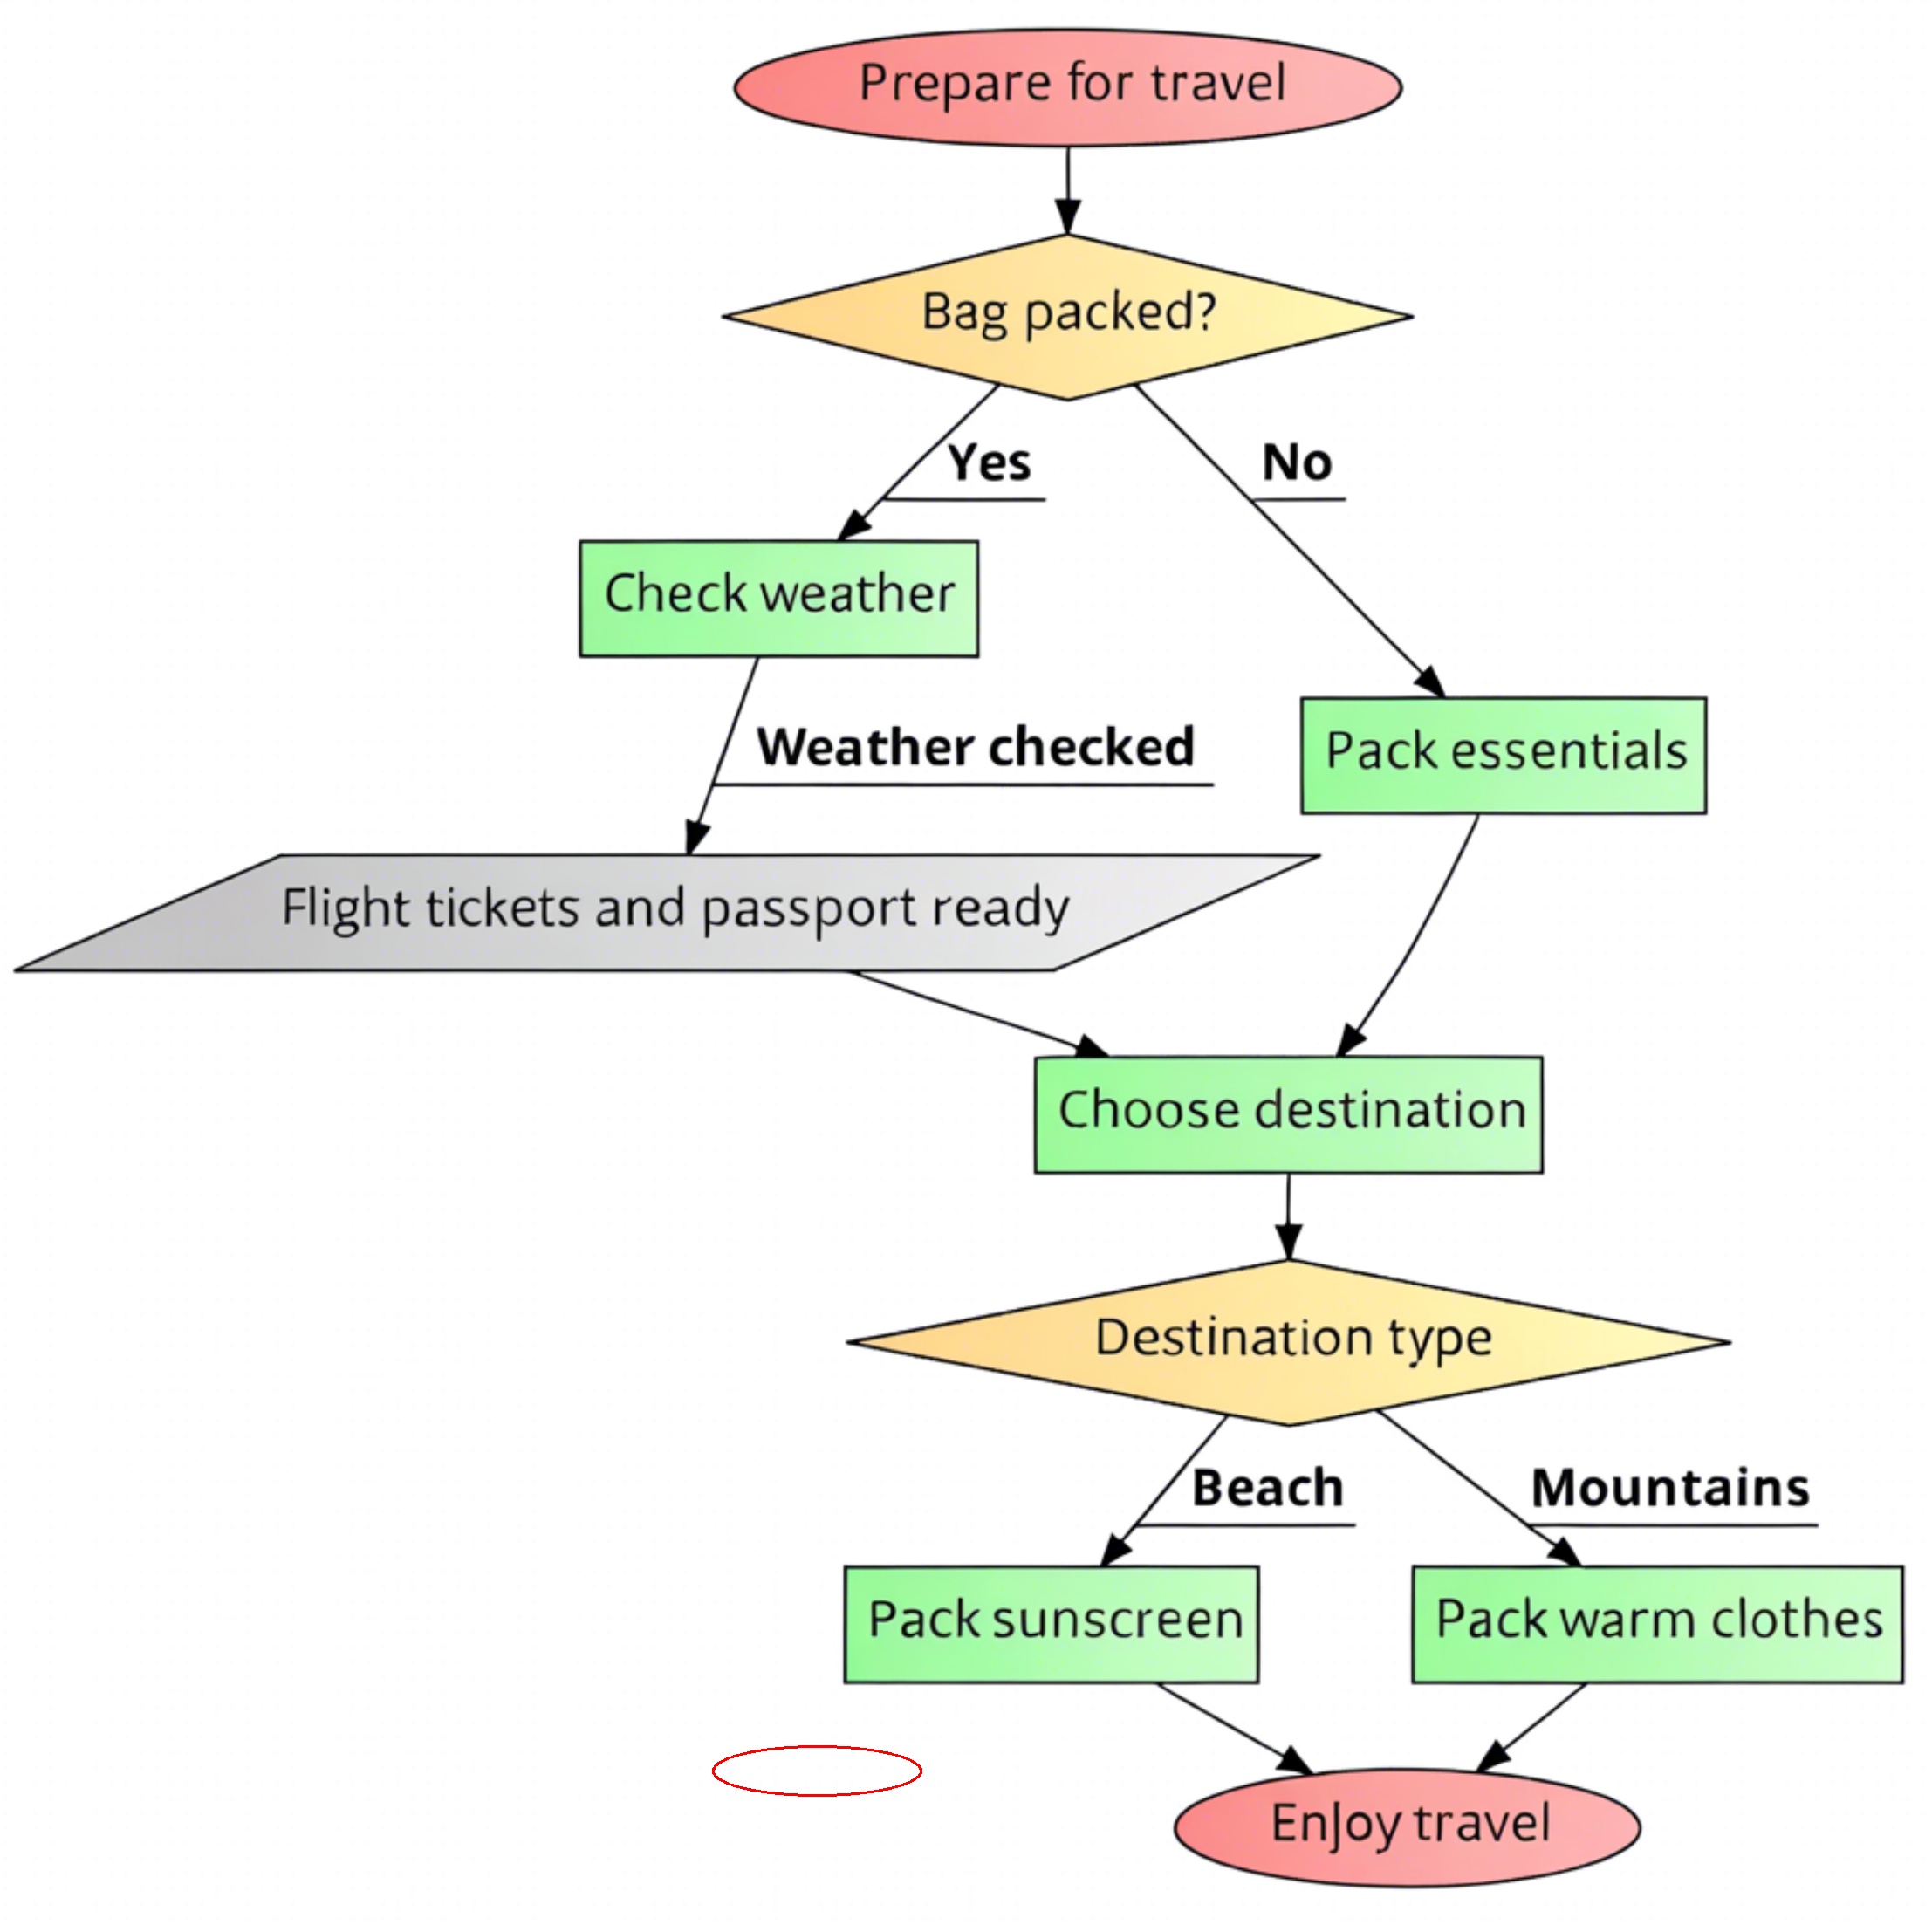 Prepare for travel
Bag packed?
Yes
No
Check weather
Weather checked
Pack essentials
Flight tickets and passport ready
Choose destination
Destination type
Beach
Mountains
Pack sunscreen
Pack warm clothes
Enjoy travel